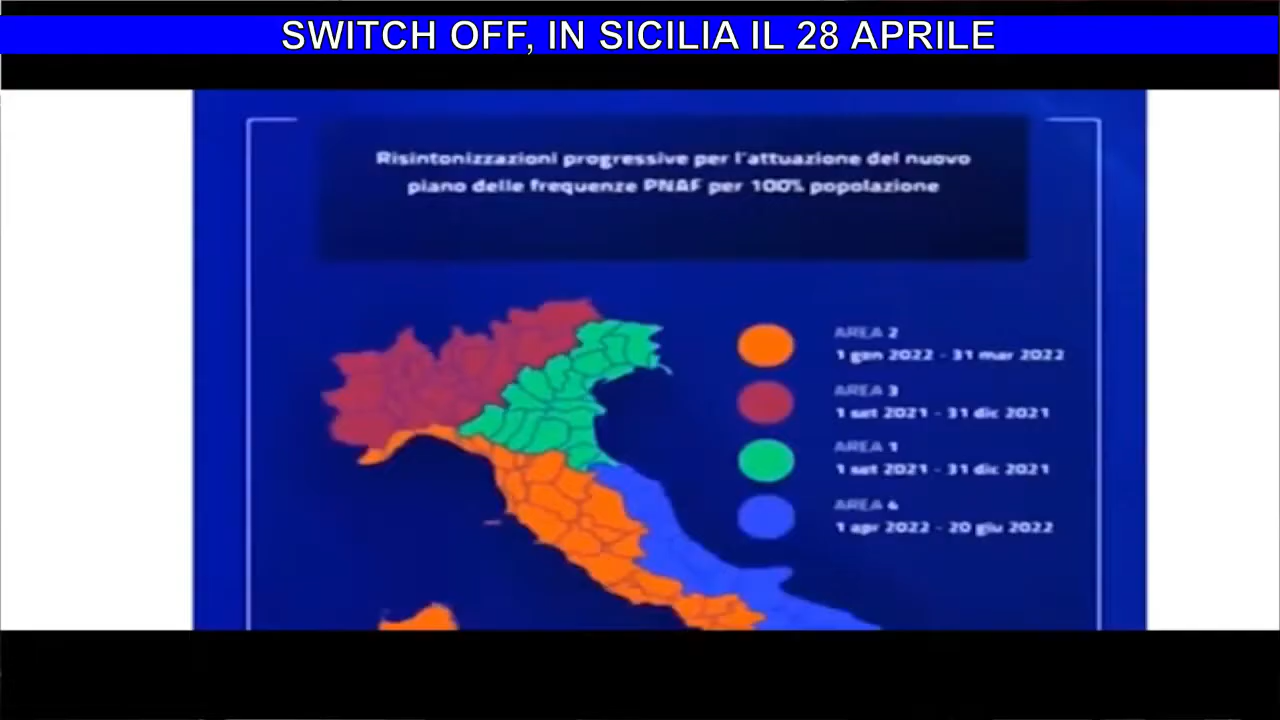 SWITCH OFF, IN SICILIA IL 28 APRILE
Risintonizzazioni progressive per l'attuazione del nuovo
piano delle frequenze PNAF per 100% popolazione
AREA 2
1 gen 2022 - 31 mar 2022
AREA 3
1 set 2021 - 31 dic 2021
AREA 1
1 set 2021 - 31 dic 2021
AREA 4
1 apr 2022 - 20 giu 2022